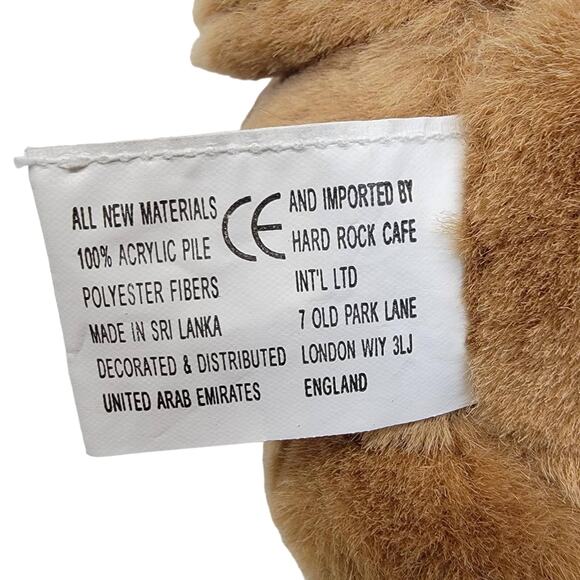 ALL NEW MATERIALS
100% ACRYLIC PILE
POLYESTER FIBERS
MADE IN SRI LANKA
DECORATED & DISTRIBUTED
UNITED ARAB EMIRATES
CE
AND IMPORTED BY
HARD ROCK CAFE
INT'L LTD
7 OLD PARK LANE
LONDON WIY 3LJ
ENGLAND